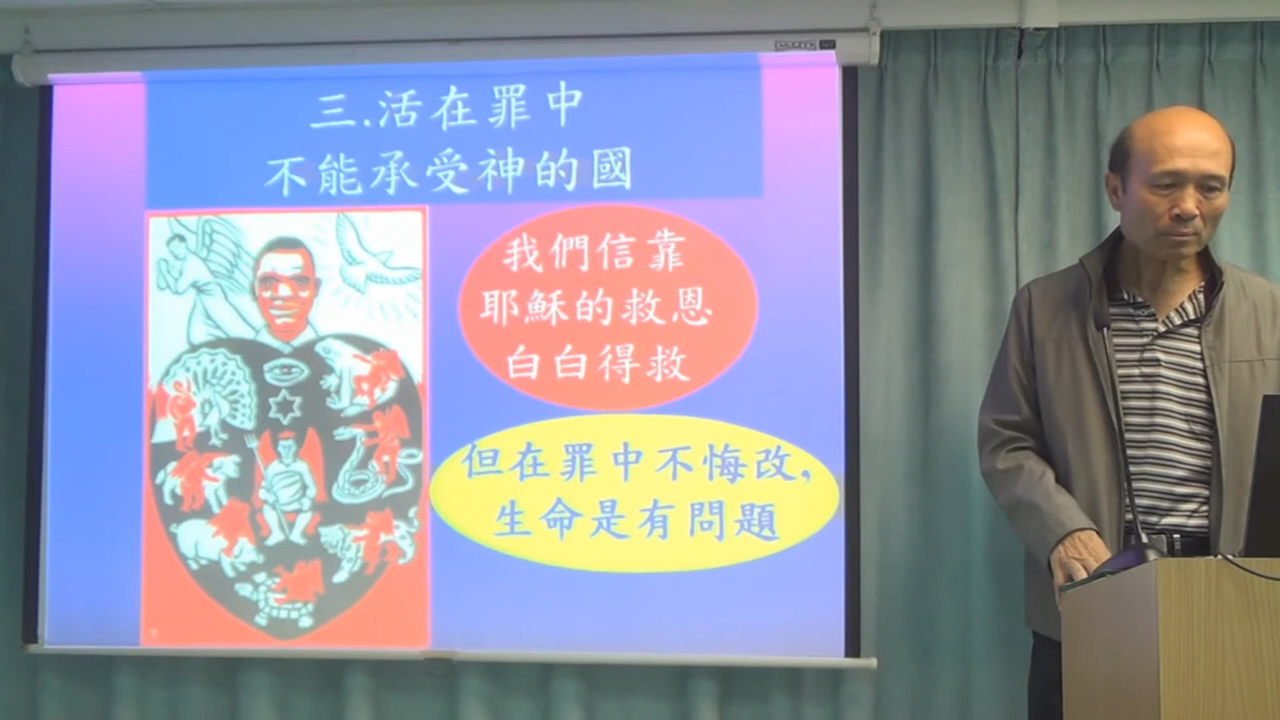 三.活在罪中
不能承受神的國
我們信靠
耶穌的救恩
白白得救
但在罪中不悔改,
生命是有問題